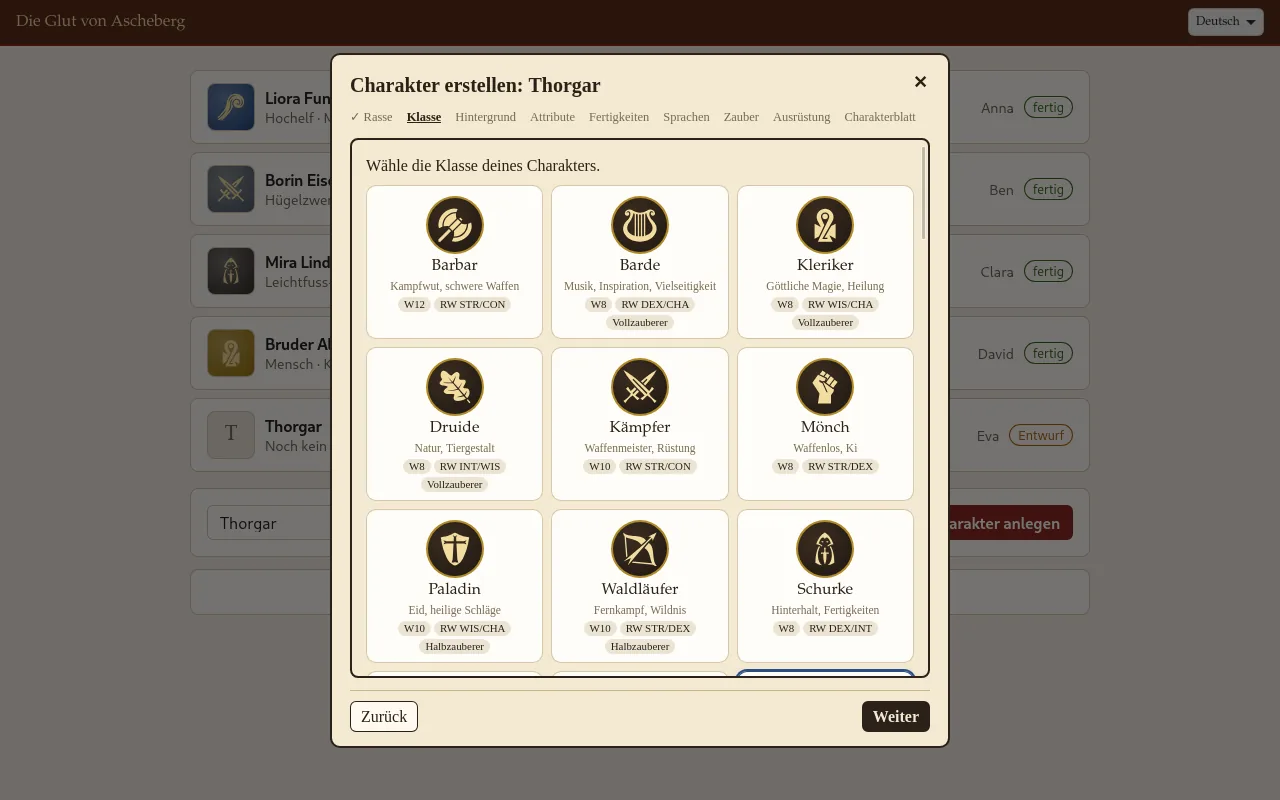 Die Glut von Ascheberg
Deutsch
Charakter erstellen: Thorgar
✓ Rasse Klasse Hintergrund Attribute Fertigkeiten Sprachen Zauber Ausrüstung Charakterblatt
Wähle die Klasse deines Charakters.
Barbar
Kampfwut, schwere Waffen
W12 RW STR/CON
Barde
Musik, Inspiration, Vielseitigkeit
W8 RW DEX/CHA
Vollzauberer
Kleriker
Göttliche Magie, Heilung
W8 RW WIS/CHA
Vollzauberer
Druide
Natur, Tiergestalt
W8 RW INT/WIS
Vollzauberer
Kämpfer
Waffenmeister, Rüstung
W10 RW STR/CON
Mönch
Waffenlos, Ki
W8 RW STR/DEX
Paladin
Eid, heilige Schläge
W10 RW WIS/CHA
Halbzauberer
Waldläufer
Fernkampf, Wildnis
W10 RW STR/DEX
Halbzauberer
Schurke
Hinterhalt, Fertigkeiten
W8 RW DEX/INT
Zurück
Weiter
Liora Fun
Hochelf · M
Anna fertig
Borin Eise
Hügelzwer
Ben fertig
Mira Lind
Leichtfuss-
Clara fertig
Bruder Al
Mensch · K
David fertig
T
Thorgar
Noch kein
Eva Entwurf
Thorgar
arakter anlegen